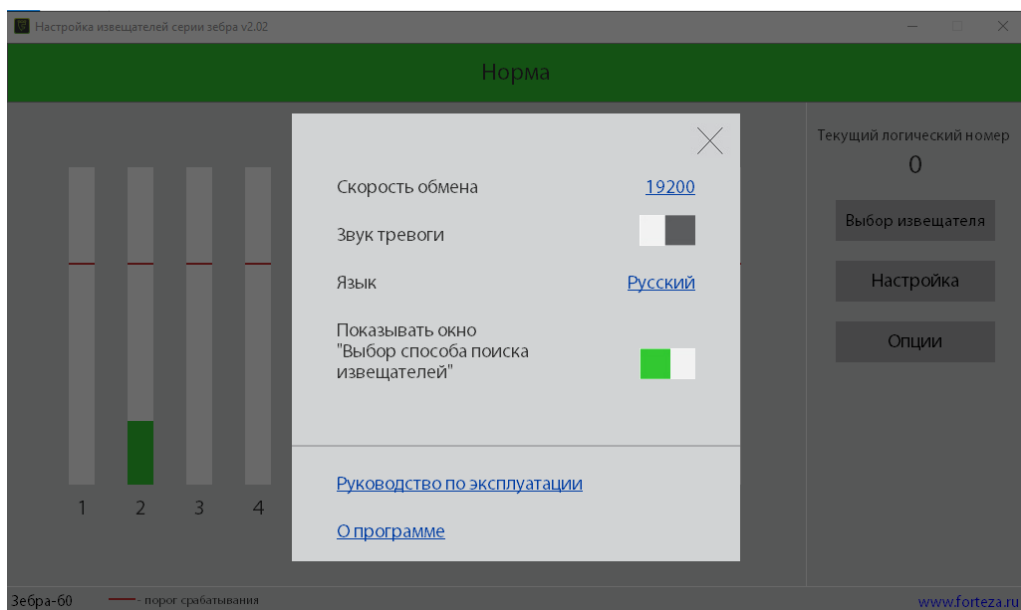 Настройка извещателей серии зебра v2.02
Норма
Скорость обмена 19200
Звук тревоги
Язык Русский
Показывать окно
"Выбор способа поиска
извещателей"
Руководство по эксплуатации
О программе
Текущий логический номер
0
Выбор извещателя
Настройка
Опции
1 2 3 4
Зебра-60 - порог срабатывания
www.forteza.ru